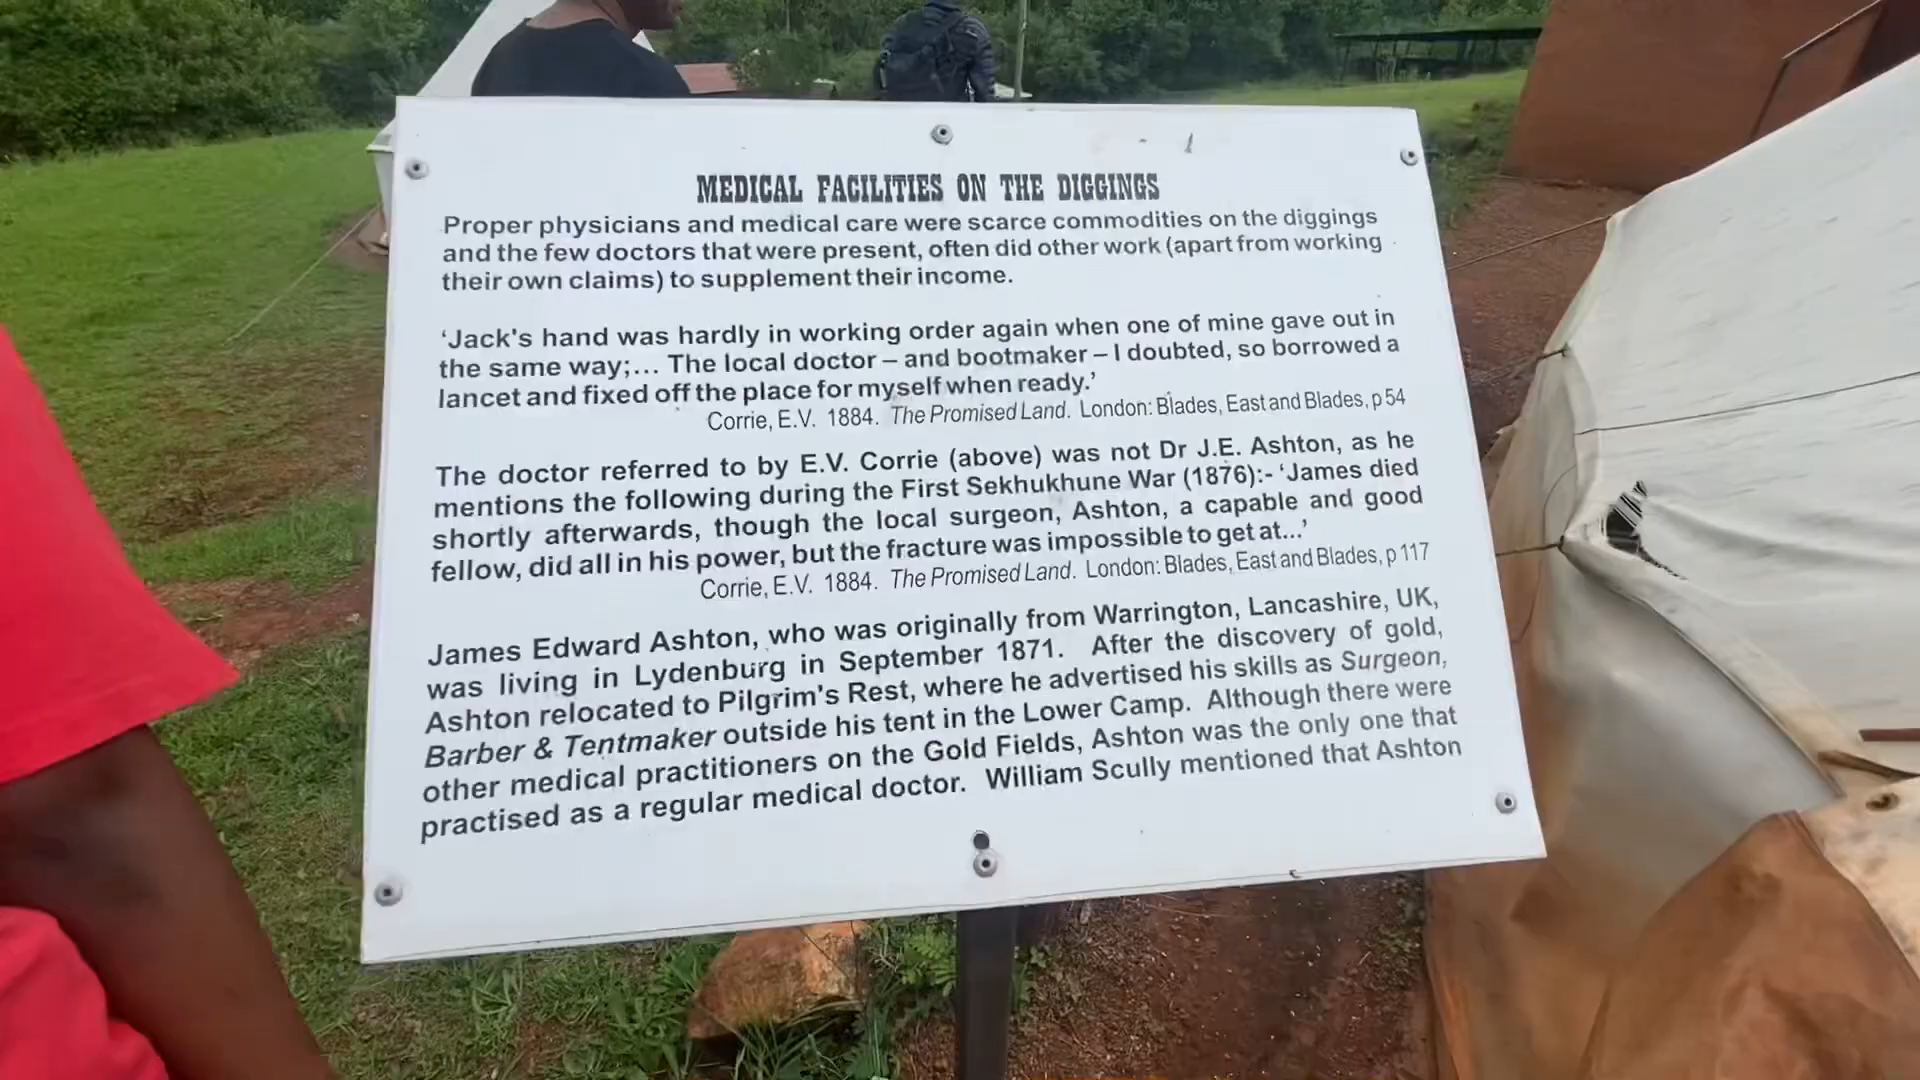 MEDICAL FACILITIES ON THE DIGGINGS
Proper physicians and medical care were scarce commodities on the diggings
and the few doctors that were present, often did other work (apart from working
their own claims) to supplement their income.
‘Jack's hand was hardly in working order again when one of mine gave out in
the same way;... The local doctor – and bootmaker – I doubted, so borrowed a
lancet and fixed off the place for myself when ready.’
Corrie, E.V. 1884. The Promised Land. London: Blades, East and Blades, p 54
The doctor referred to by E.V. Corrie (above) was not Dr J.E. Ashton, as he
mentions the following during the First Sekhukhune War (1876):- ‘James died
shortly afterwards, though the local surgeon, Ashton, a capable and good
fellow, did all in his power, but the fracture was impossible to get at...’
Corrie, E.V. 1884. The Promised Land. London: Blades, East and Blades, p 117
James Edward Ashton, who was originally from Warrington, Lancashire, UK,
was living in Lydenburg in September 1871. After the discovery of gold,
Ashton relocated to Pilgrim's Rest, where he advertised his skills as Surgeon,
Barber & Tentmaker outside his tent in the Lower Camp. Although there were
other medical practitioners on the Gold Fields, Ashton was the only one that
practised as a regular medical doctor. William Scully mentioned that Ashton